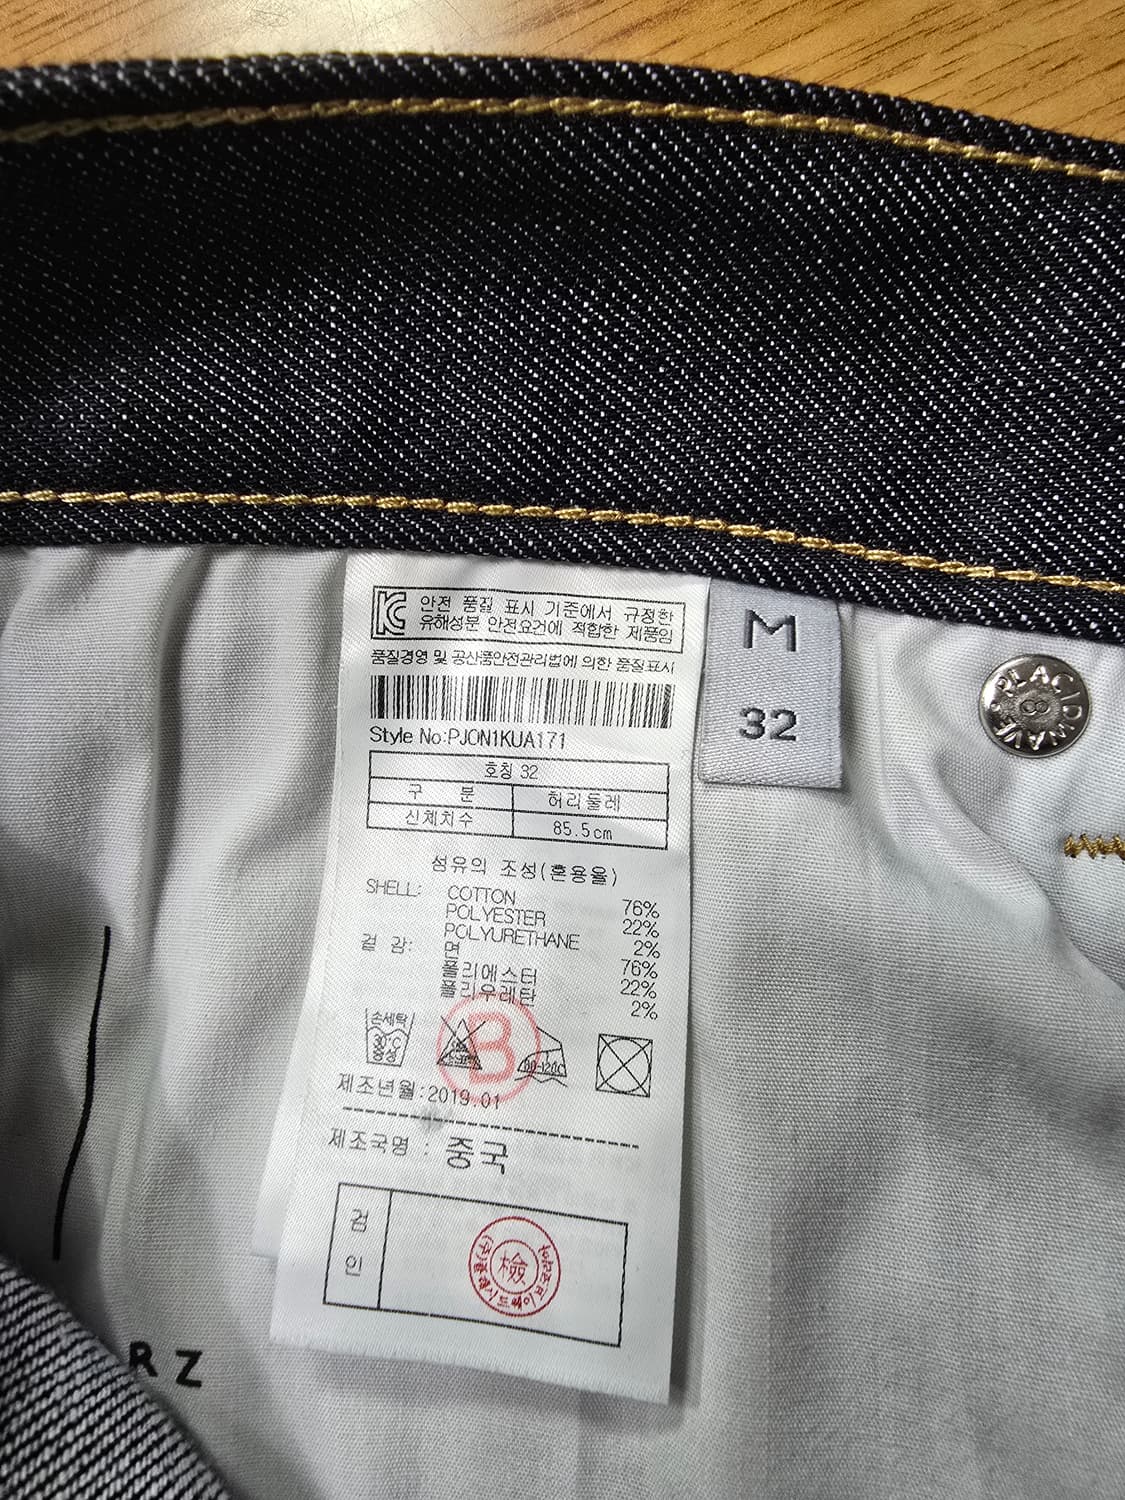 KC 안전 품질 표시 기준에서 규정한
유해성분 안전요건에 적합한 제품임
품질경영 및 공산품안전관리법에 의한 품질표시
Style No:PJON1KUA171
호칭 32
구 분 허리둘레
신체치수 85.5cm
섬유의 조성(혼용율)
SHELL: COTTON 76%
POLYESTER 22%
POLYURETHANE 2%
겉 감: 면 76%
폴리에스터 22%
폴리우레탄 2%
손세탁
30°C
중성
B
제조년월:2019.01
제조국명 : 중국
검
인
檢
M
32
8
RZ